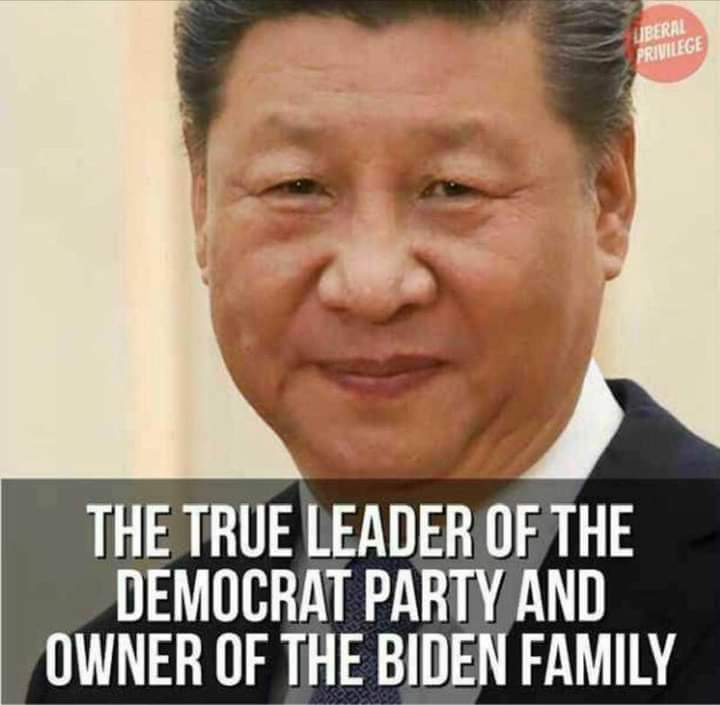 LIBERAL
PRIVILEGE
THE TRUE LEADER OF THE
DEMOCRAT PARTY AND
OWNER OF THE BIDEN FAMILY